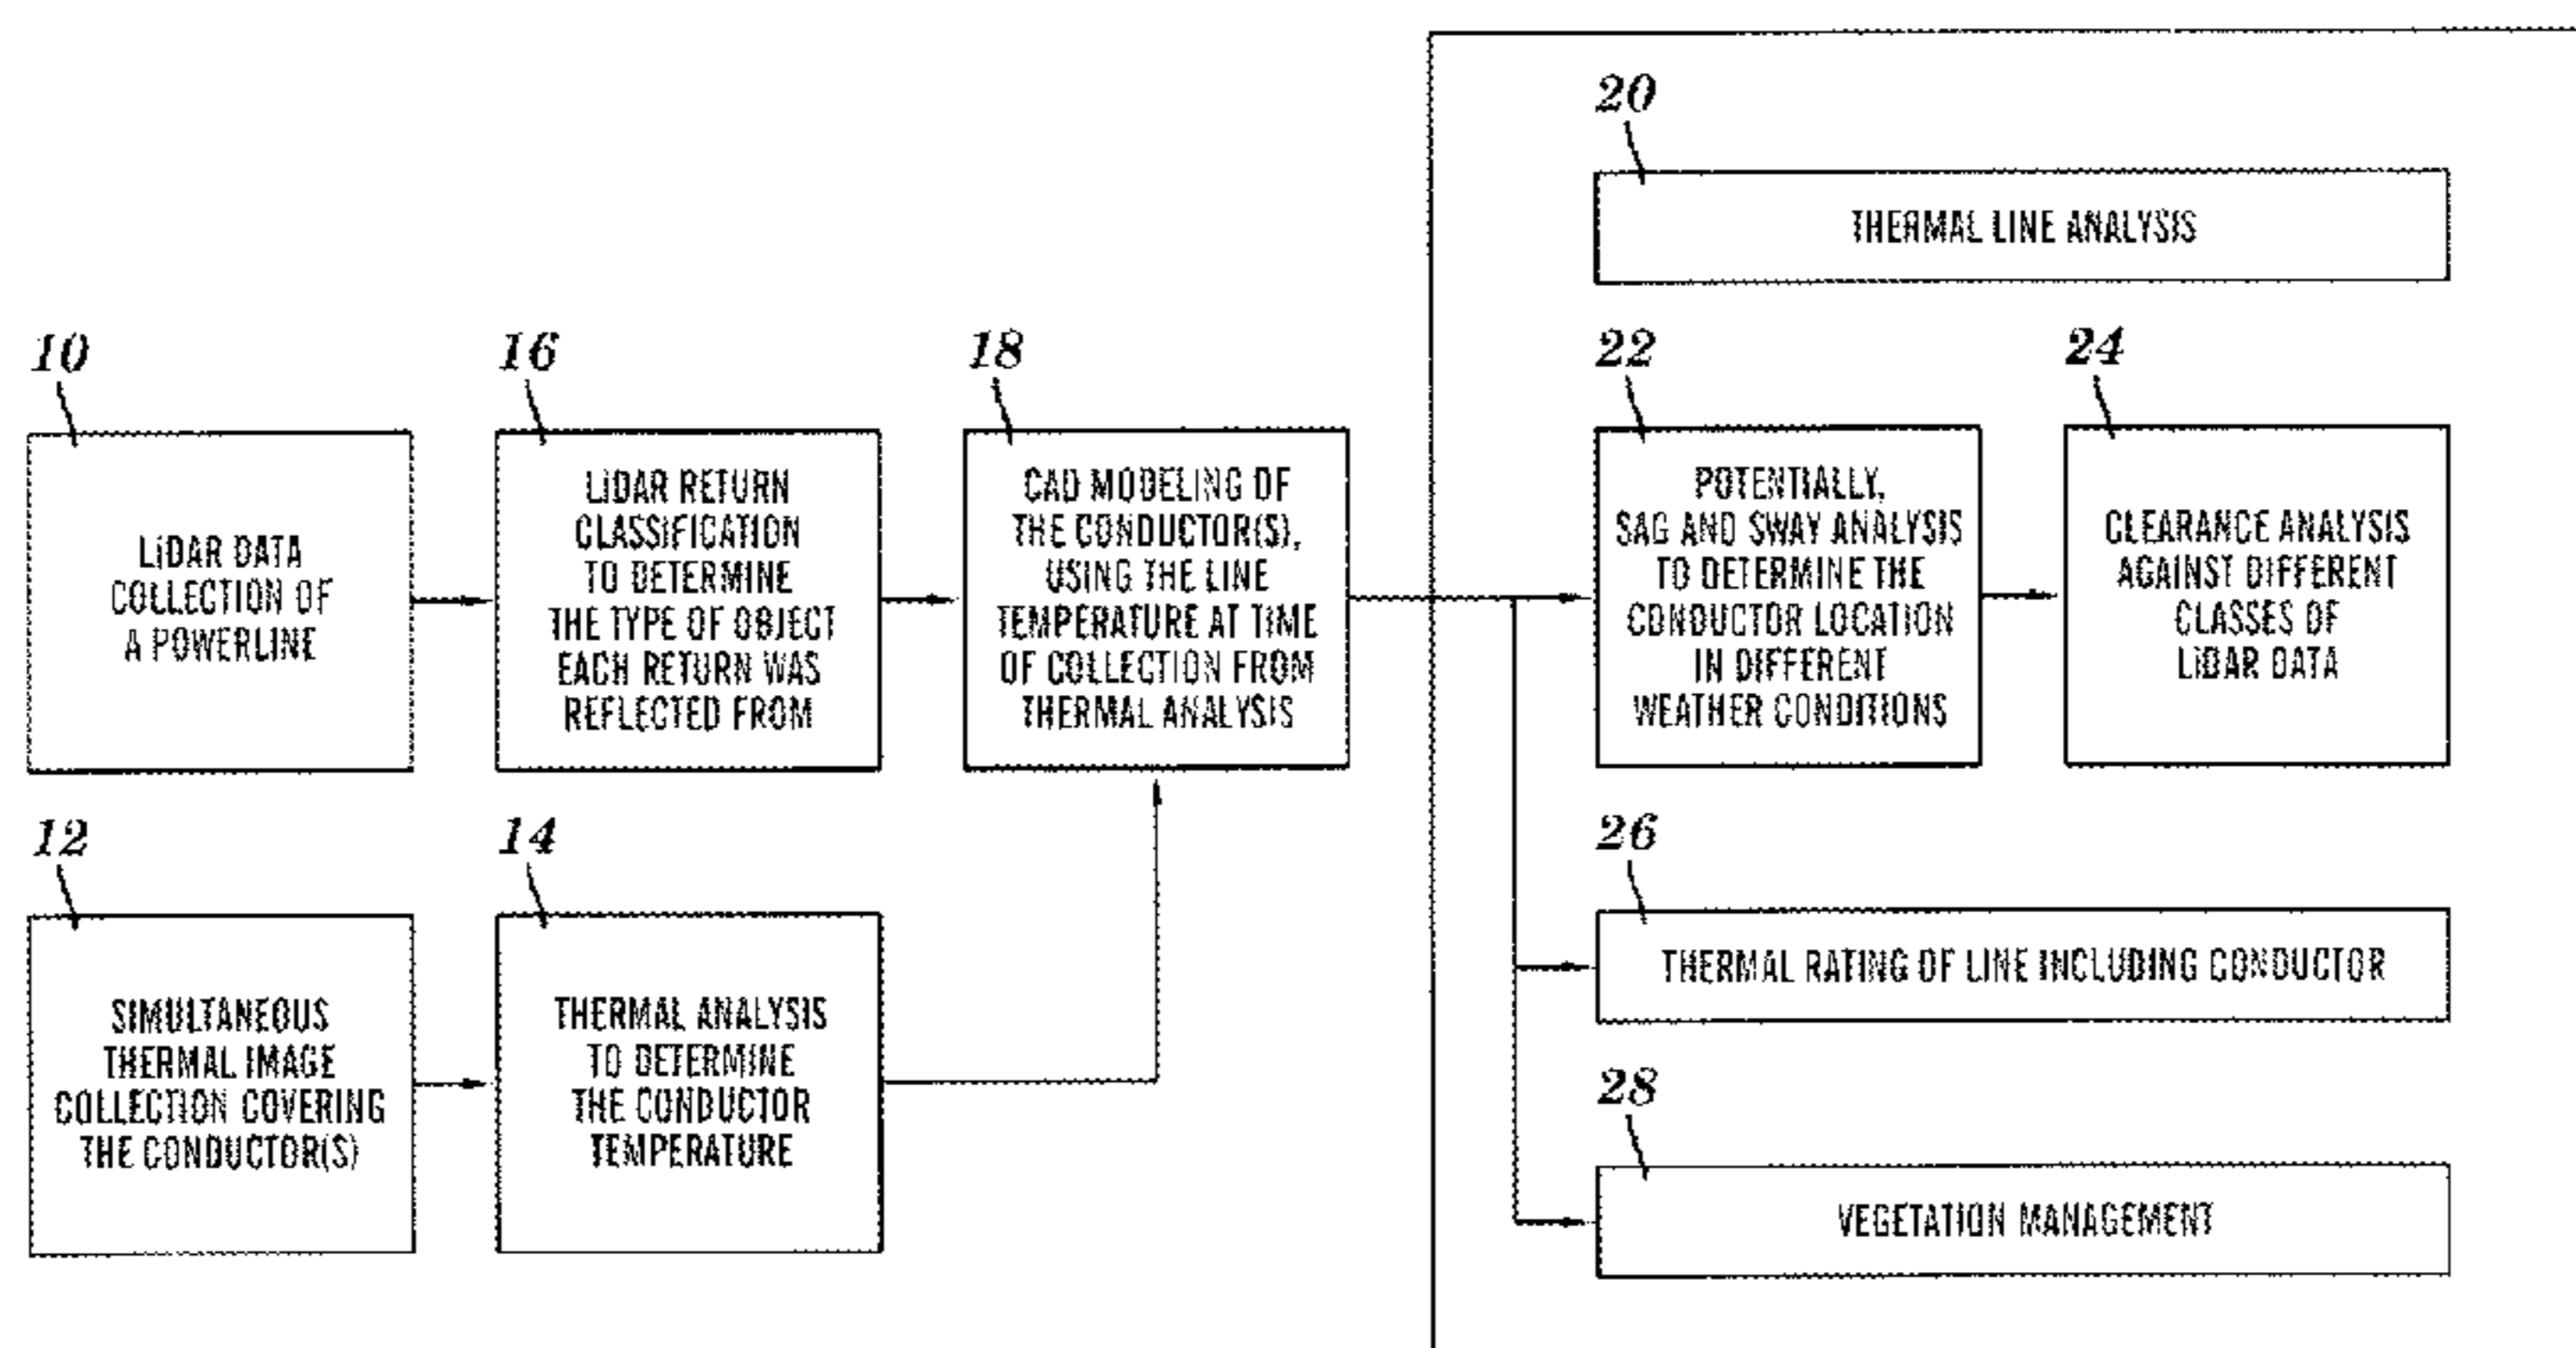 20
THERMAL LINE ANALYSIS
10
LiDAR DATA
COLLECTION OF
A POWERLINE
16
LiDAR RETURN
CLASSIFICATION
TO DETERMINE
THE TYPE OF OBJECT
EACH RETURN WAS
REFLECTED FROM
18
CAD MODELING OF
THE CONDUCTOR(S),
USING THE LINE
TEMPERATURE AT TIME
OF COLLECTION FROM
THERMAL ANALYSIS
22
POTENTIALLY,
SAG AND SWAY ANALYSIS
TO DETERMINE THE
CONDUCTOR LOCATION
IN DIFFERENT
WEATHER CONDITIONS
24
CLEARANCE ANALYSIS
AGAINST DIFFERENT
CLASSES OF
LiDAR DATA
12
SIMULTANEOUS
THERMAL IMAGE
COLLECTION COVERING
THE CONDUCTOR(S)
14
THERMAL ANALYSIS
TO DETERMINE
THE CONDUCTOR
TEMPERATURE
26
THERMAL RATING OF LINE INCLUDING CONDUCTOR
28
VEGETATION MANAGEMENT